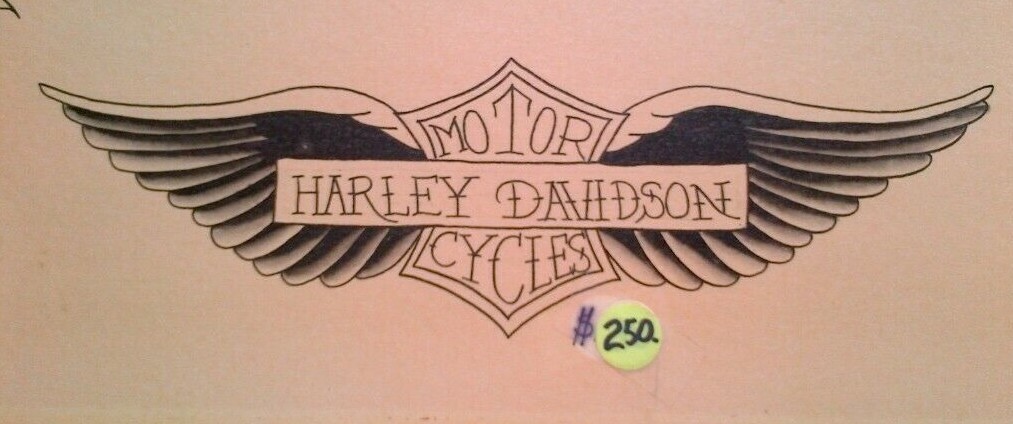 MOTOR
HARLEY DAVIDSON
CYCLES
$ 250.